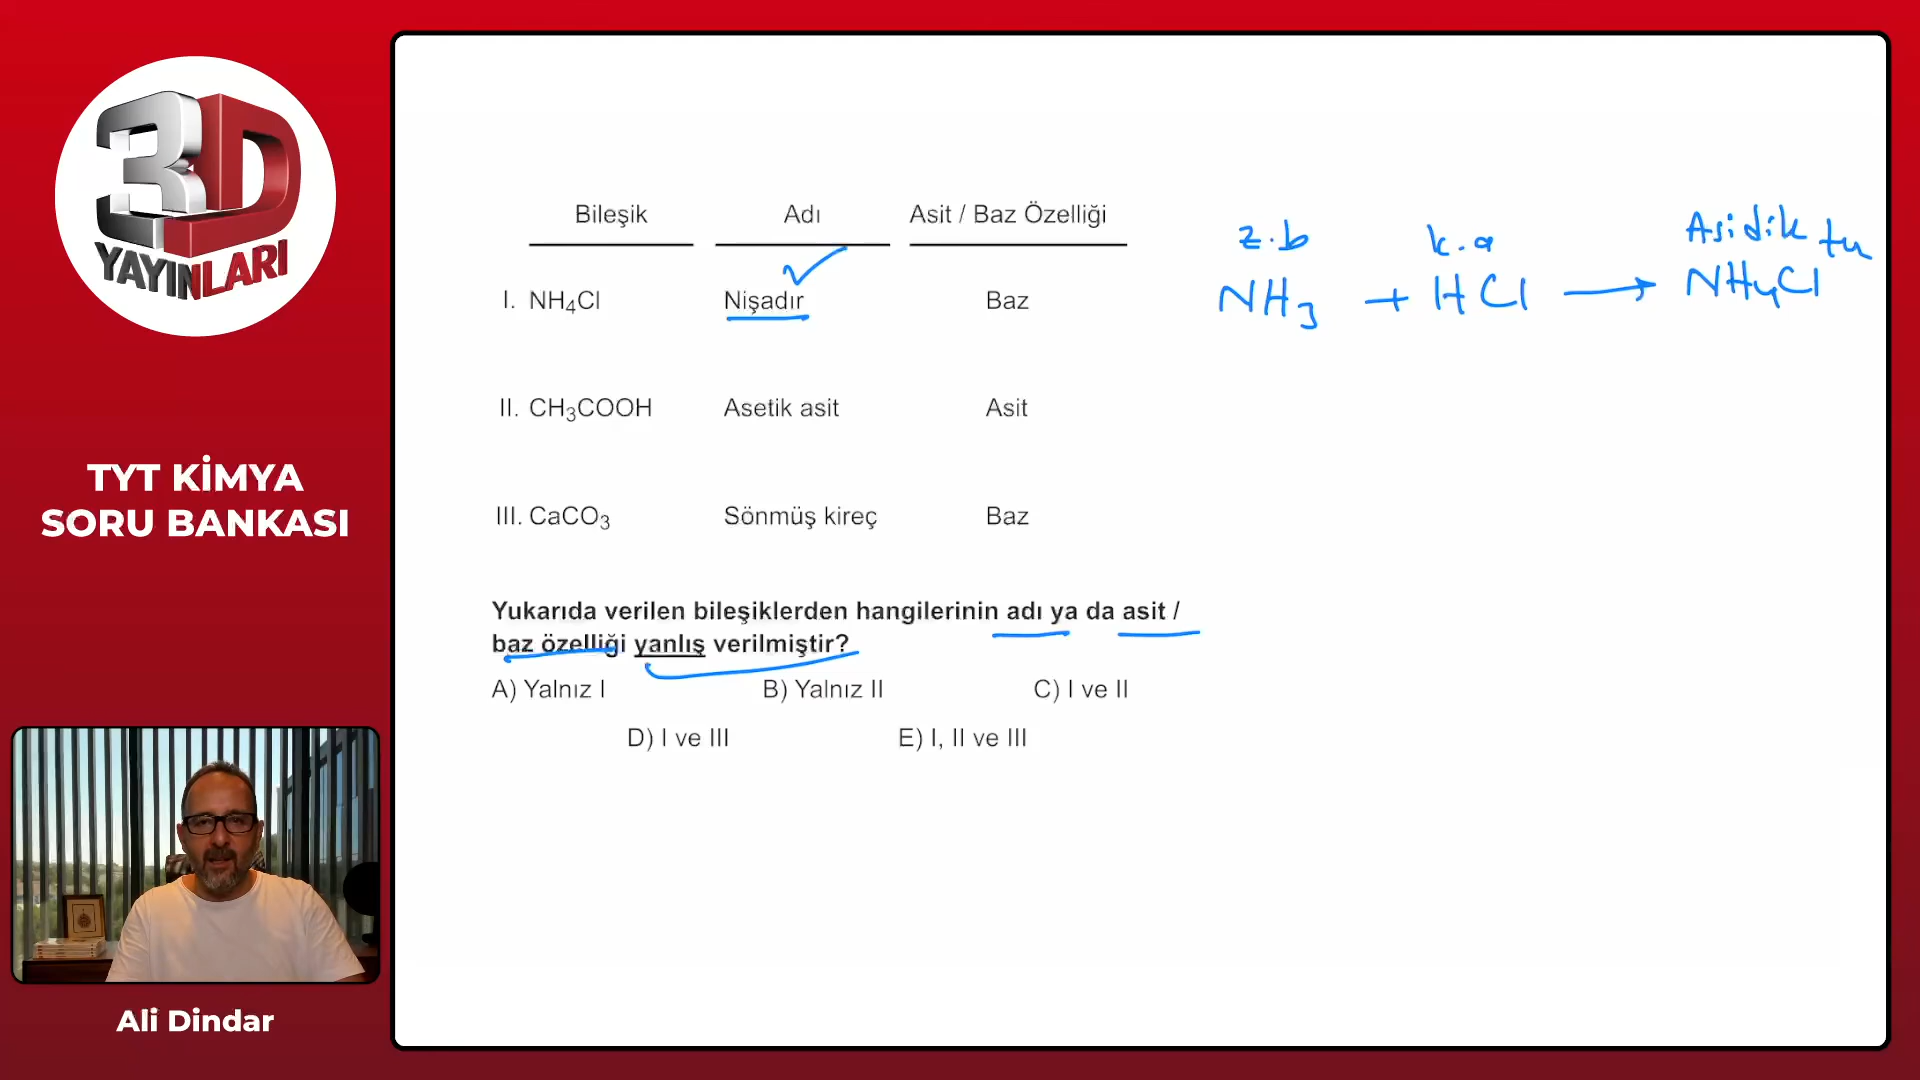 3D
YAYINLARI
TYT KİMYA
SORU BANKASI
Ali Dindar
Bileşik Adı Asit / Baz Özelliği
I. NH₄Cl Nişadır Baz
II. CH₃COOH Asetik asit Asit
III. CaCO₃ Sönmüş kireç Baz
Yukarıda verilen bileşiklerden hangilerinin adı ya da asit /
baz özelliği yanlış verilmiştir?
A) Yalnız I B) Yalnız II C) I ve II
D) I ve III E) I, II ve III
z.b k.a Asidik tu
NH₃ + HCl → NH₄Cl